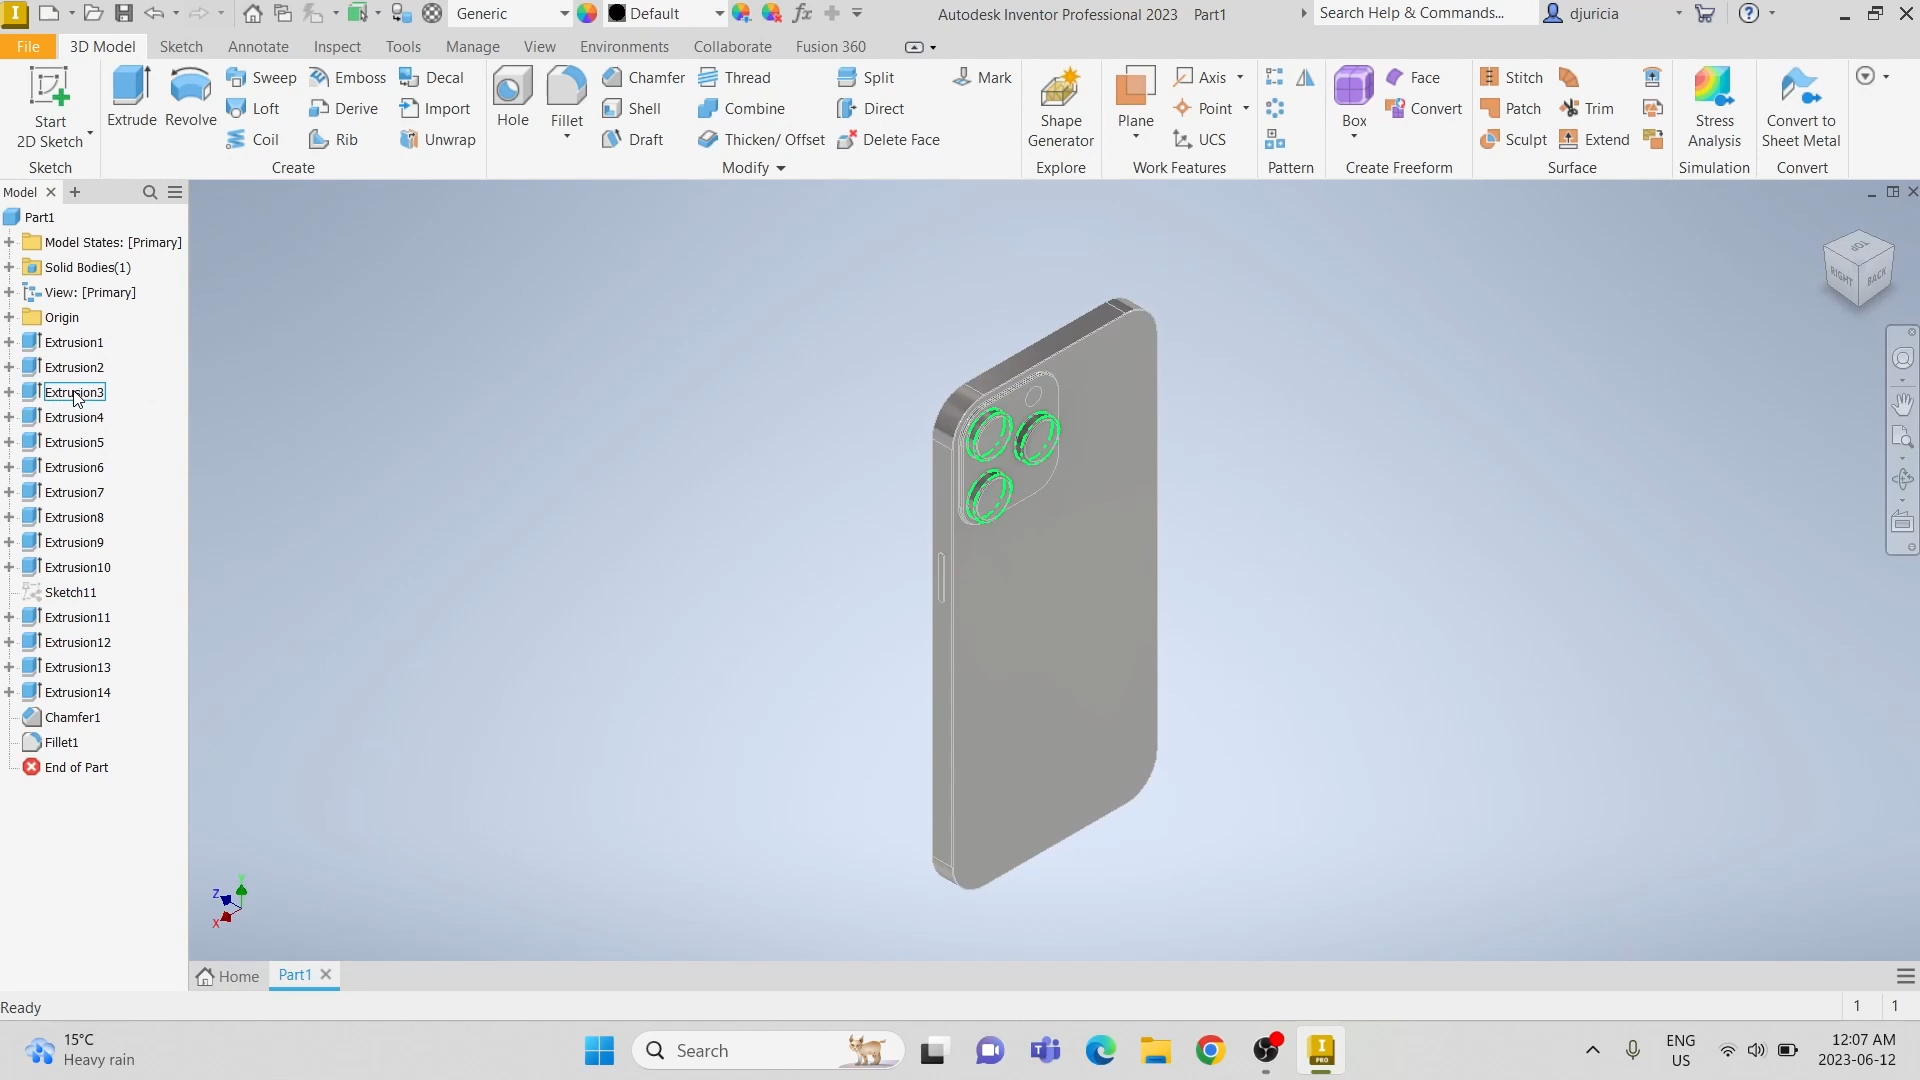 Generic
Default
Autodesk Inventor Professional 2023 Part1
Search Help & Commands...
djuricia
File
3D Model
Sketch
Annotate
Inspect
Tools
Manage
View
Environments
Collaborate
Fusion 360
Start
2D Sketch
Sketch
Extrude
Revolve
Sweep
Emboss
Decal
Loft
Derive
Import
Coil
Rib
Unwrap
Create
Hole
Fillet
Chamfer
Thread
Split
Shell
Combine
Direct
Draft
Thicken/ Offset
Delete Face
Modify
Mark
Shape
Generator
Explore
Plane
Axis
Point
UCS
Work Features
Pattern
Box
Face
Convert
Create Freeform
Stitch
Patch
Trim
Sculpt
Extend
Surface
Stress
Analysis
Simulation
Convert to
Sheet Metal
Convert
Model
Part1
Model States: [Primary]
Solid Bodies(1)
View: [Primary]
Origin
Extrusion1
Extrusion2
Extrusion3
Extrusion4
Extrusion5
Extrusion6
Extrusion7
Extrusion8
Extrusion9
Extrusion10
Sketch11
Extrusion11
Extrusion12
Extrusion13
Extrusion14
Chamfer1
Fillet1
End of Part
TOP
RIGHT
BACK
Y
Z
X
Home
Part1
Ready
1 1
15°C
Heavy rain
Search
PRO
ENG
US
12:07 AM
2023-06-12